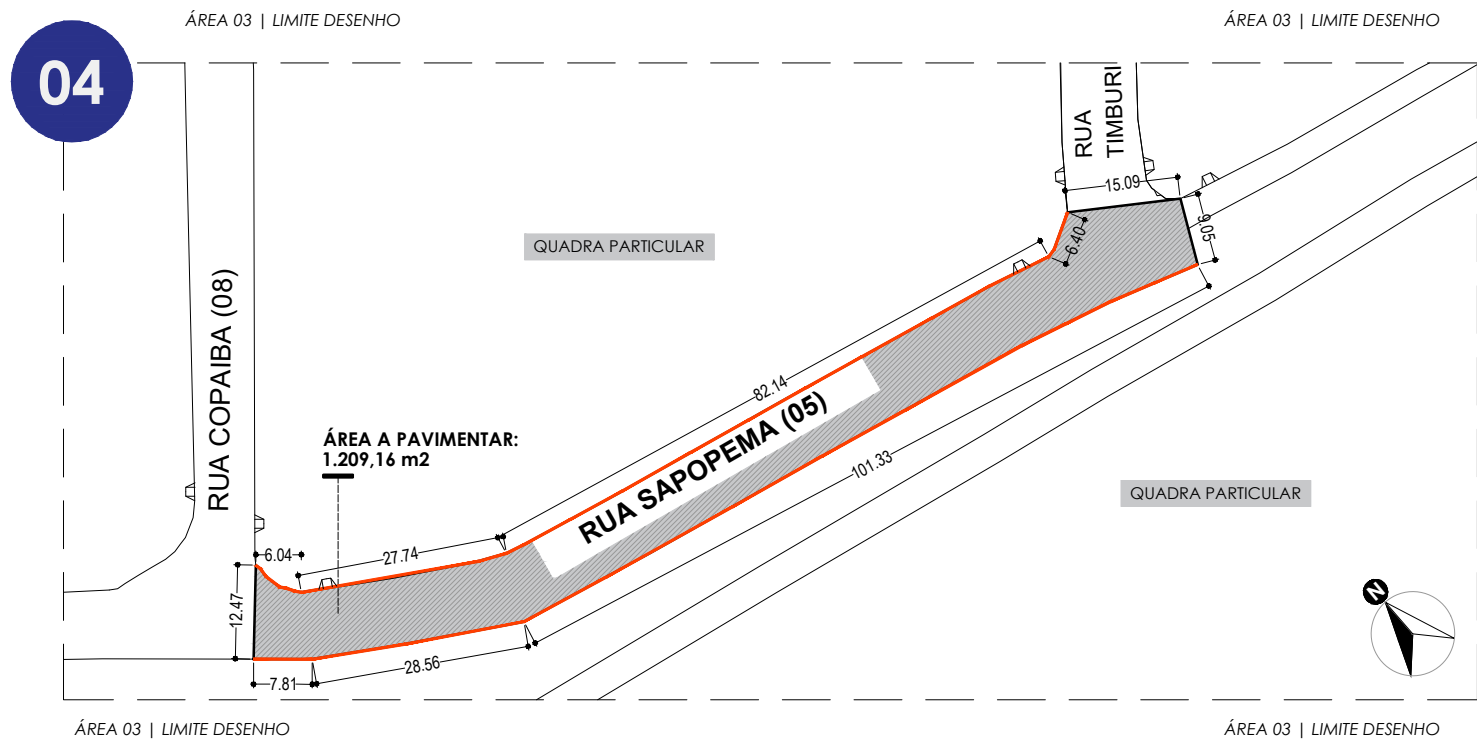 ÁREA 03 | LIMITE DESENHO
ÁREA 03 | LIMITE DESENHO
04
RUA
TIMBURI
15.09
9.05
6.40
QUADRA PARTICULAR
RUA COPAIBA (08)
82.14
RUA SAPOPEMA (05)
ÁREA A PAVIMENTAR:
1.209,16 m2
101.33
QUADRA PARTICULAR
6.04
27.74
12.47
28.56
7.81
N
ÁREA 03 | LIMITE DESENHO
ÁREA 03 | LIMITE DESENHO